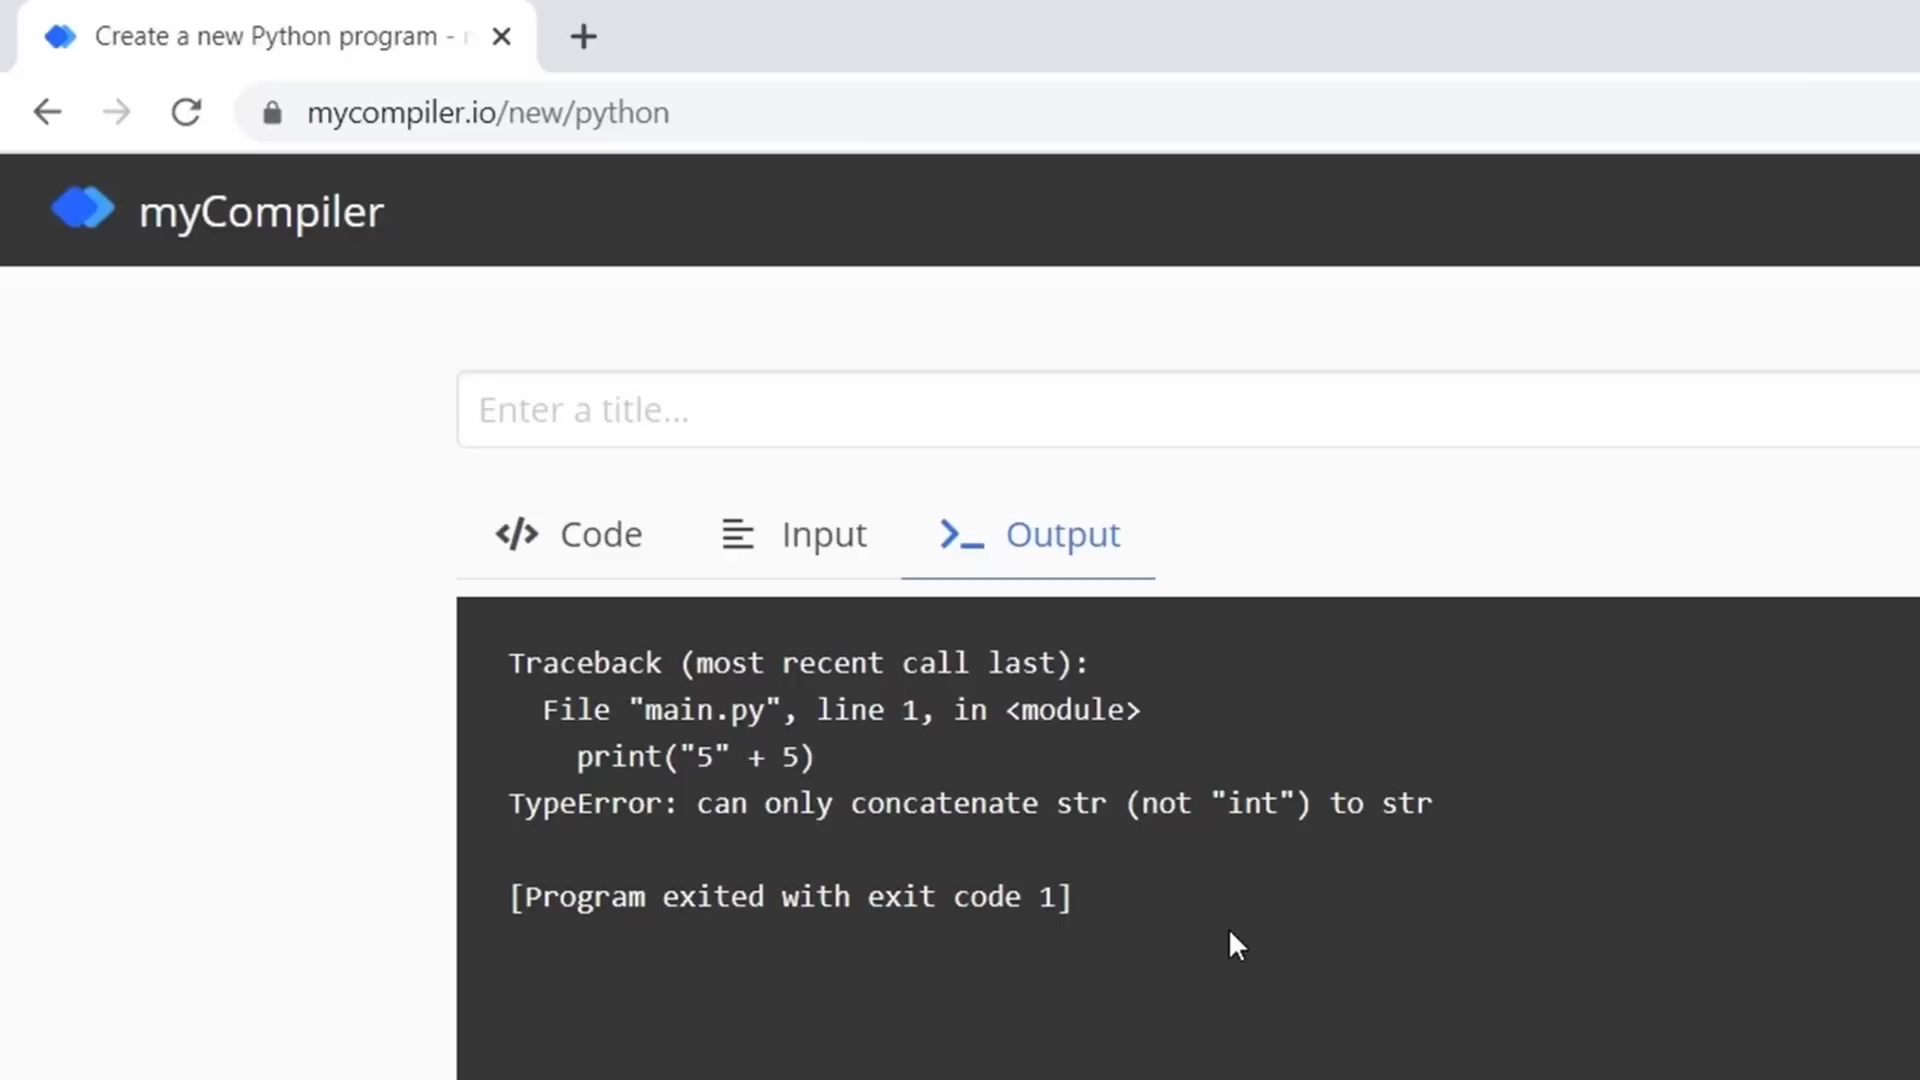 Create a new Python program -
mycompiler.io/new/python
myCompiler
Enter a title...
</> Code Input >_ Output
Traceback (most recent call last):
  File "main.py", line 1, in <module>
    print("5" + 5)
TypeError: can only concatenate str (not "int") to str
[Program exited with exit code 1]